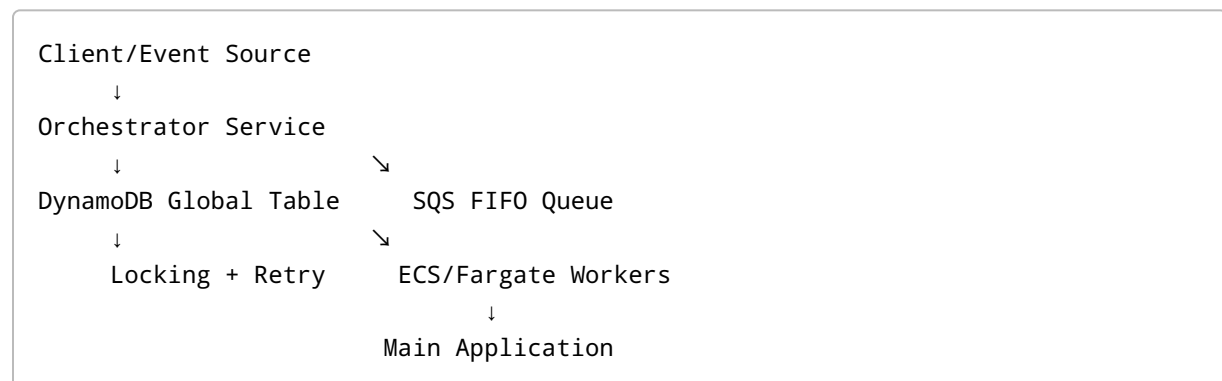 Client/Event Source
↓
Orchestrator Service
↓ ↘
DynamoDB Global Table SQS FIFO Queue
↓ ↘
Locking + Retry ECS/Fargate Workers
↓
Main Application